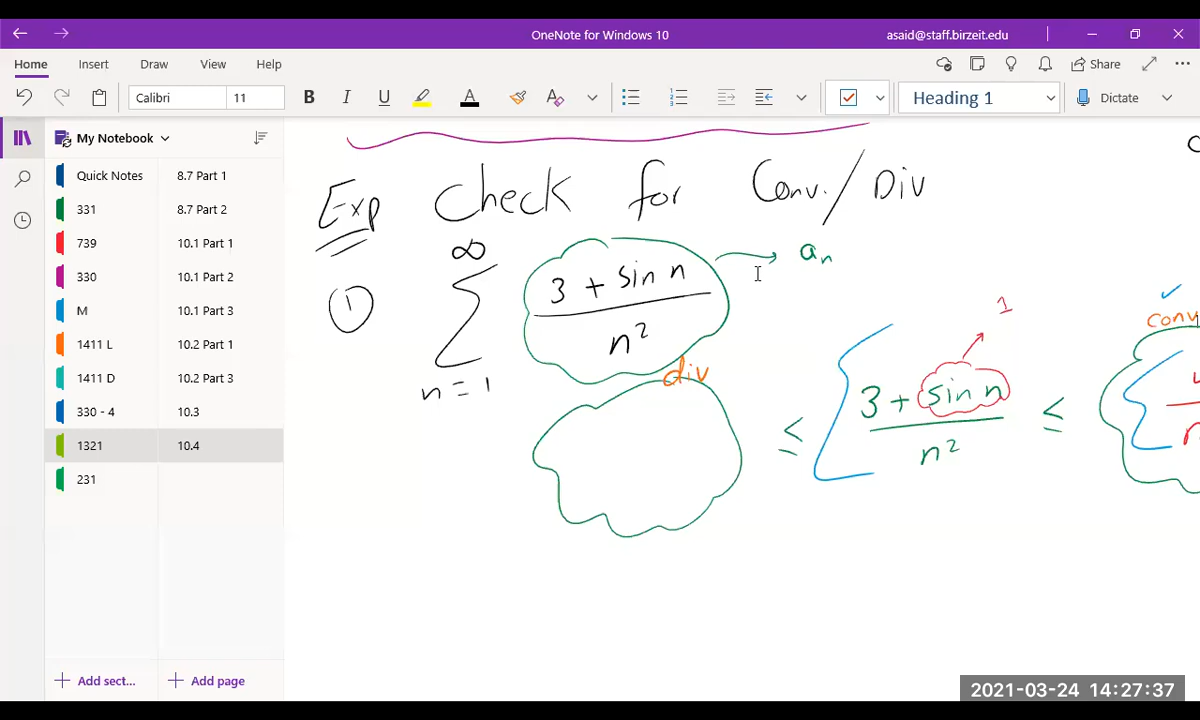 OneNote for Windows 10
asaid@staff.birzeit.edu
Home Insert Draw View Help
Share
Calibri 11 B I U A Heading 1 Dictate
My Notebook
Quick Notes 8.7 Part 1
331 8.7 Part 2
739 10.1 Part 1
330 10.1 Part 2
M 10.1 Part 3
1411 L 10.2 Part 1
1411 D 10.2 Part 3
330 - 4 10.3
1321 10.4
231
Add sect... Add page
Exp Check for Conv./Div
① ∞ Σ n=1 (3 + sin n)/n² → aₙ
div ≤ Σ (3 + sin n)/n² ≤
1
conv
2021-03-24 14:27:37